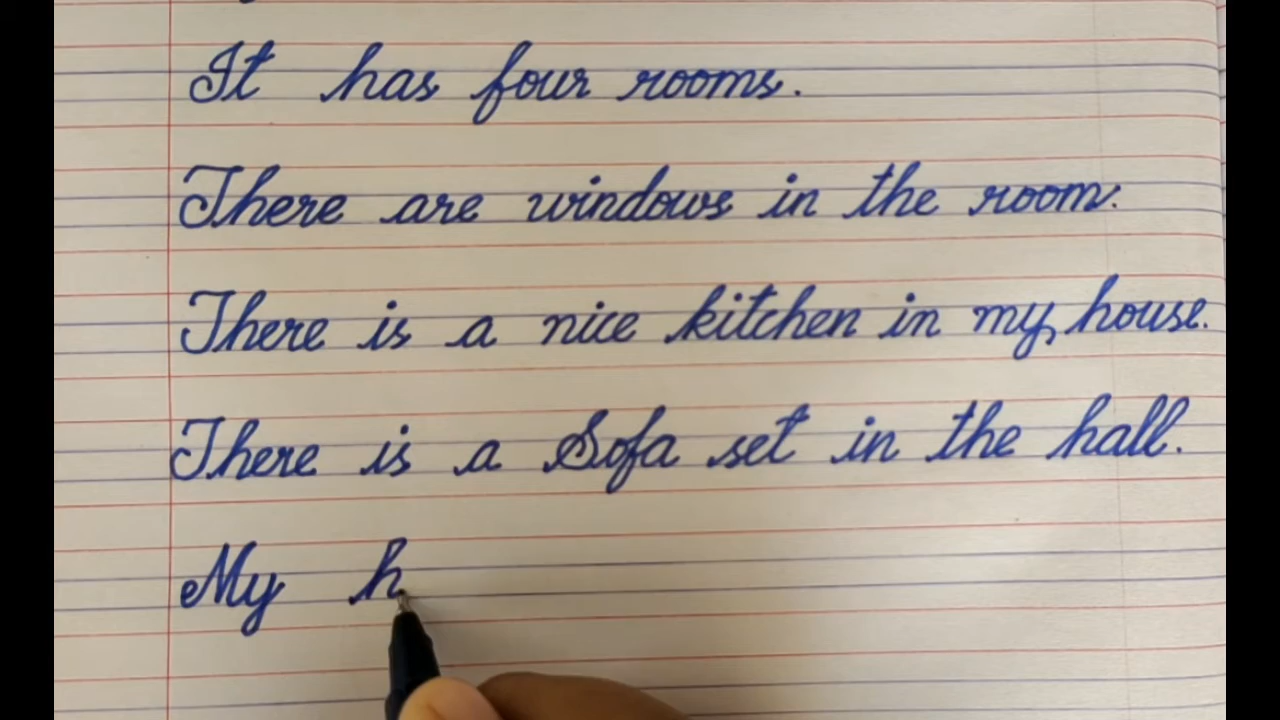 It has four rooms.
There are windows in the room.
There is a nice kitchen in my house.
There is a Sofa set in the hall.
My h